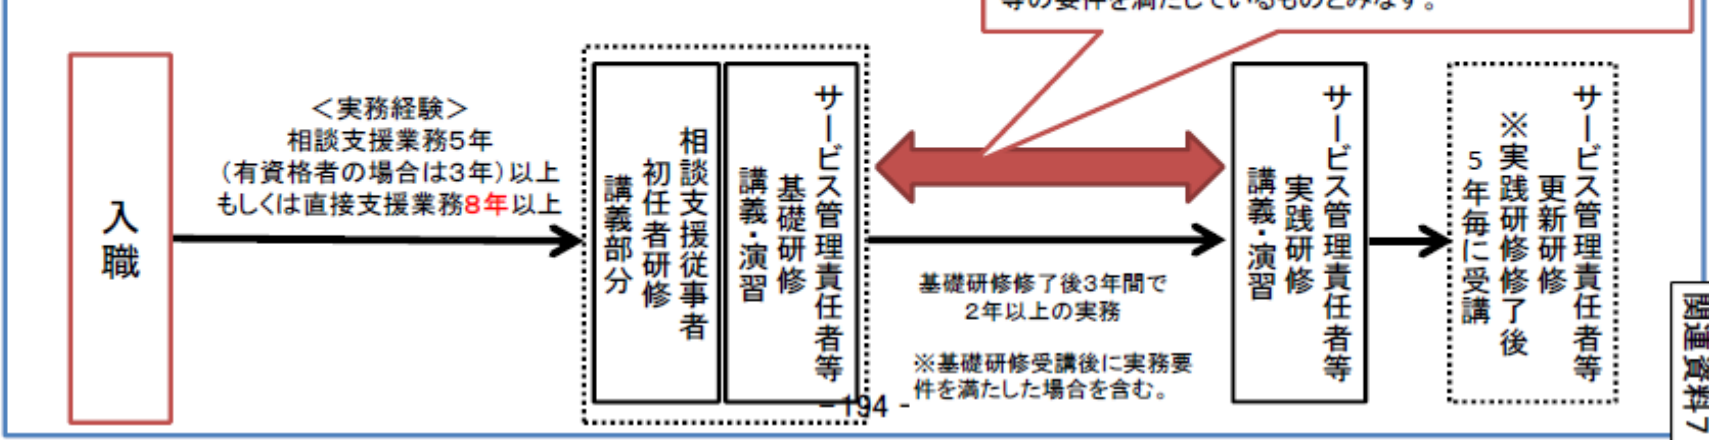 等の要件を満たしているものとみなす。
入職
<実務経験>
相談支援業務5年
(有資格者の場合は3年)以上
もしくは直接支援業務8年以上
相談支援従事者
初任者研修
講義部分
サービス管理責任者等
基礎研修
講義・演習
基礎研修修了後3年間で
2年以上の実務
※基礎研修受講後に実務要
件を満たした場合を含む。
サービス管理責任者等
実践研修
講義・演習
サービス管理責任者等
更新研修
※実践研修修了後
5年毎に受講
関連資料7
-194-